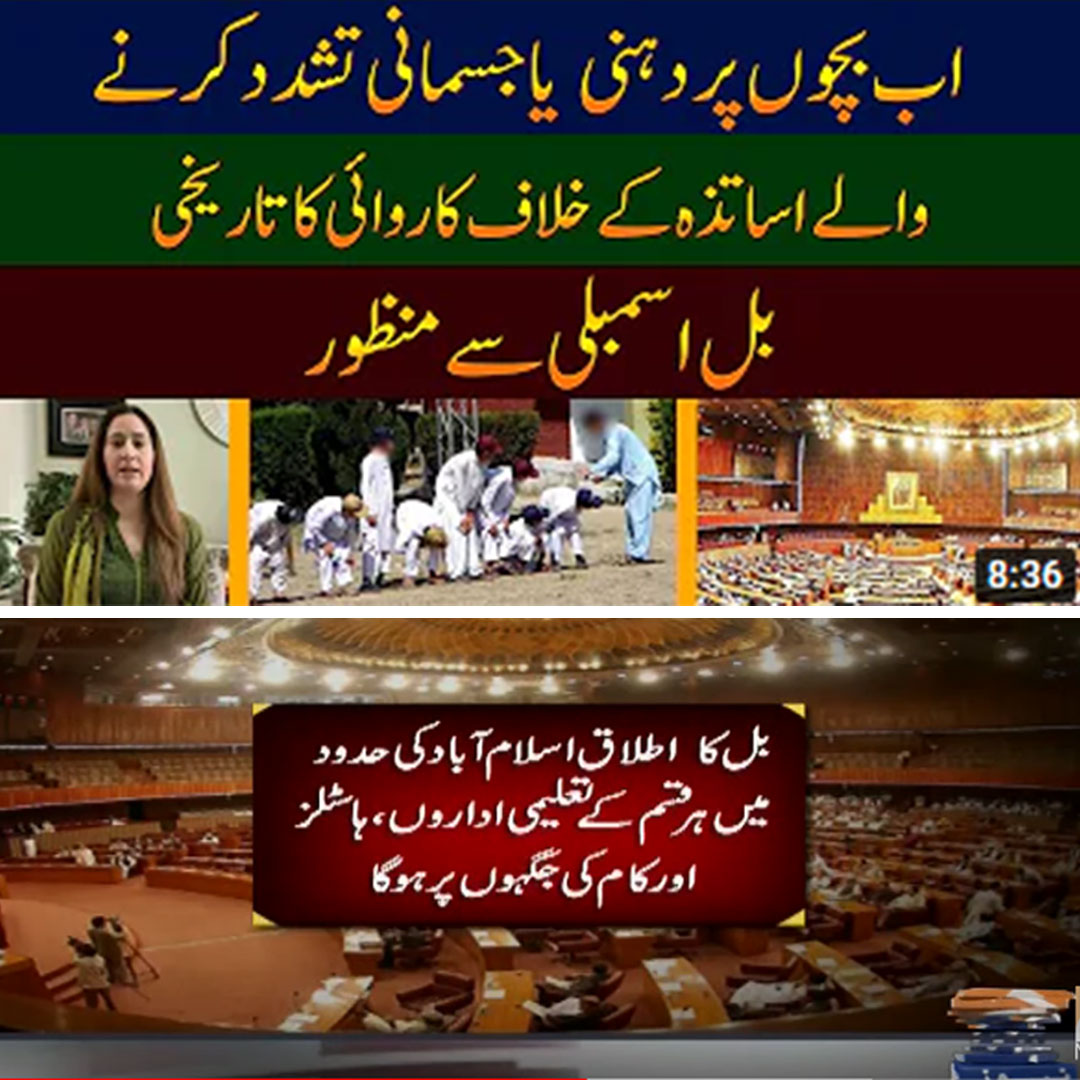 اب بچوں پر دہنی یا جسمانی تشدد کرنے
والے اساتذہ کے خلاف کاروائی کا تاریخی
بل اسمبلی سے منظور
8:36
بل کا اطلاق اسلام آباد کی حدود
میں ہر قسم کے تعلیمی اداروں، ہاسٹلز
اور کام کی جگہوں پر ہوگا